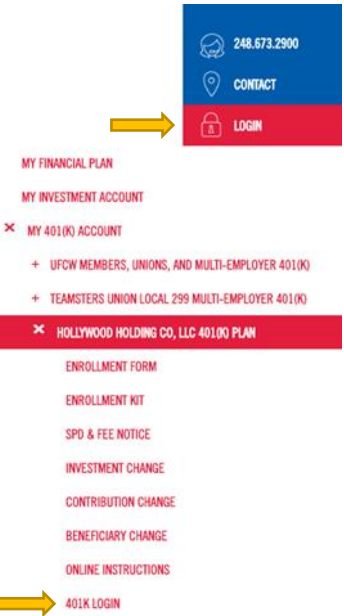 248.673.2900
CONTACT
LOGIN
MY FINANCIAL PLAN
MY INVESTMENT ACCOUNT
× MY 401(K) ACCOUNT
+ UFCW MEMBERS, UNIONS, AND MULTI-EMPLOYER 401(K)
+ TEAMSTERS UNION LOCAL 299 MULTI-EMPLOYER 401(K)
× HOLLYWOOD HOLDING CO, LLC 401(K) PLAN
ENROLLMENT FORM
ENROLLMENT KIT
SPD & FEE NOTICE
INVESTMENT CHANGE
CONTRIBUTION CHANGE
BENEFICIARY CHANGE
ONLINE INSTRUCTIONS
401K LOGIN